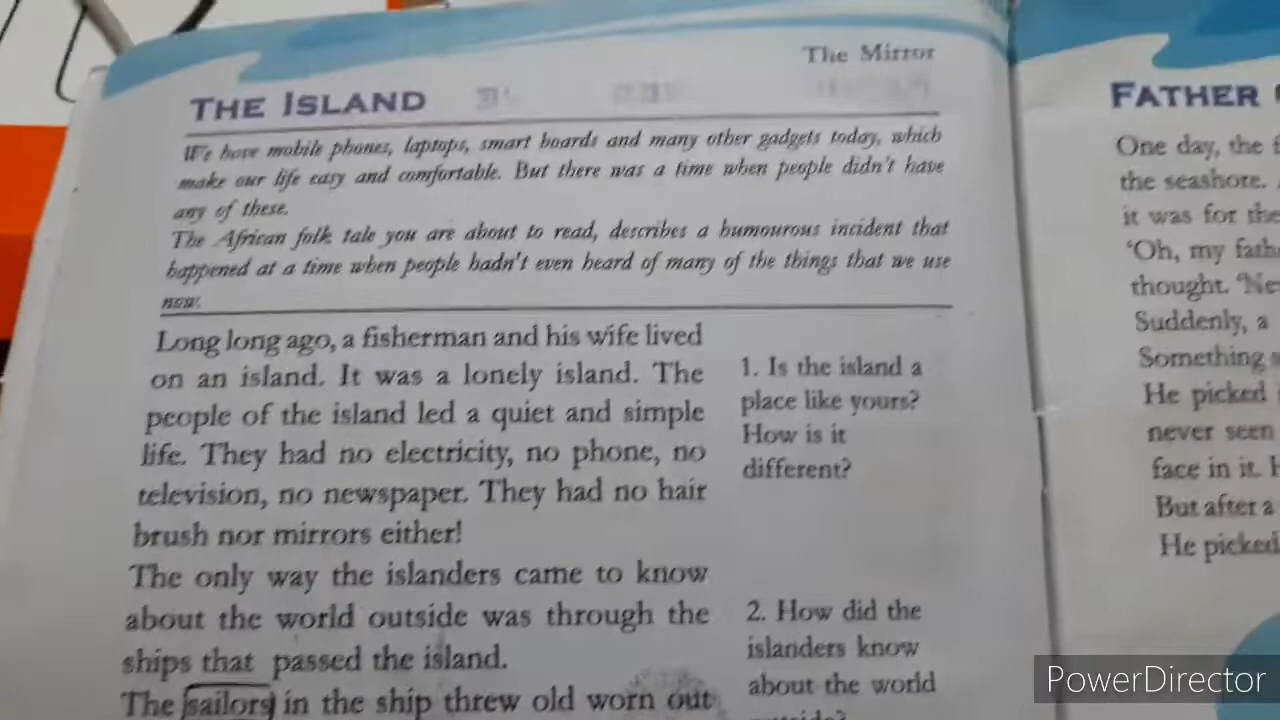 The Mirror
THE ISLAND
We have mobile phones, laptops, smart boards and many other gadgets today, which
make our life easy and comfortable. But there was a time when people didn't have
any of these.
The African folk tale you are about to read, describes a humourous incident that
happened at a time when people hadn't even heard of many of the things that we use
now.
Long long ago, a fisherman and his wife lived
on an island. It was a lonely island. The
people of the island led a quiet and simple
life. They had no electricity, no phone, no
television, no newspaper. They had no hair
brush nor mirrors either!
The only way the islanders came to know
about the world outside was through the
ships that passed the island.
The sailors in the ship threw old worn out
1. Is the island a
place like yours?
How is it
different?
2. How did the
islanders know
about the world
FATHER
One day, the
the seashore.
it was for the
'Oh, my
thought.
Suddenly, a
Something
He picked
never seen
face in it.
But after a
He picked
PowerDirector